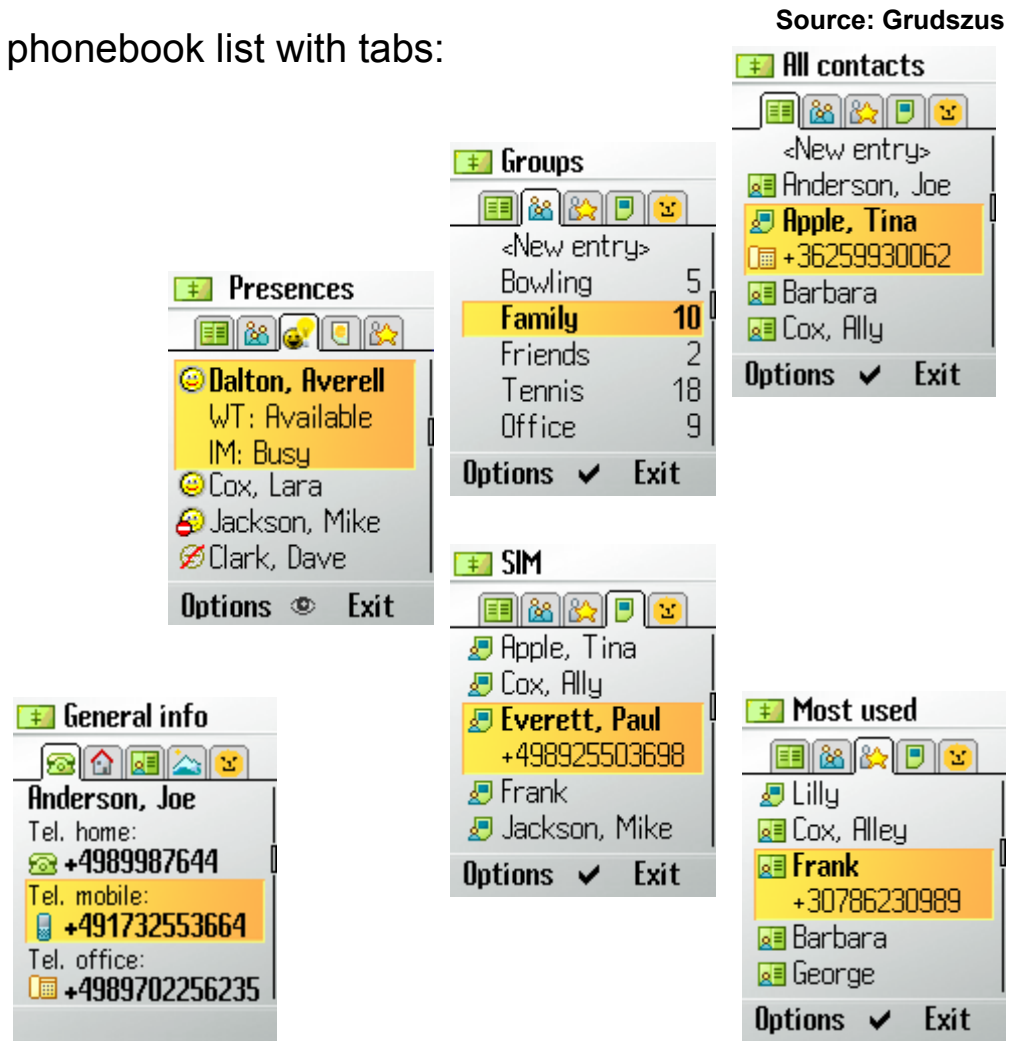 Source: Grudszus
phonebook list with tabs:
All contacts
<New entry>
Anderson, Joe
Apple, Tina
+36259930062
Barbara
Cox, Ally
Options Exit
Groups
<New entry>
Bowling 5
Family 10
Friends 2
Tennis 18
Office 9
Options Exit
Presences
Dalton, Averell
WT: Available
IM: Busy
Cox, Lara
Jackson, Mike
Clark, Dave
Options Exit
SIM
Apple, Tina
Cox, Ally
Everett, Paul
+498925503698
Frank
Jackson, Mike
Options Exit
General info
Anderson, Joe
Tel. home:
+4989987644
Tel. mobile:
+491732553664
Tel. office:
+4989702256235
Most used
Lilly
Cox, Alley
Frank
+30786230989
Barbara
George
Options Exit